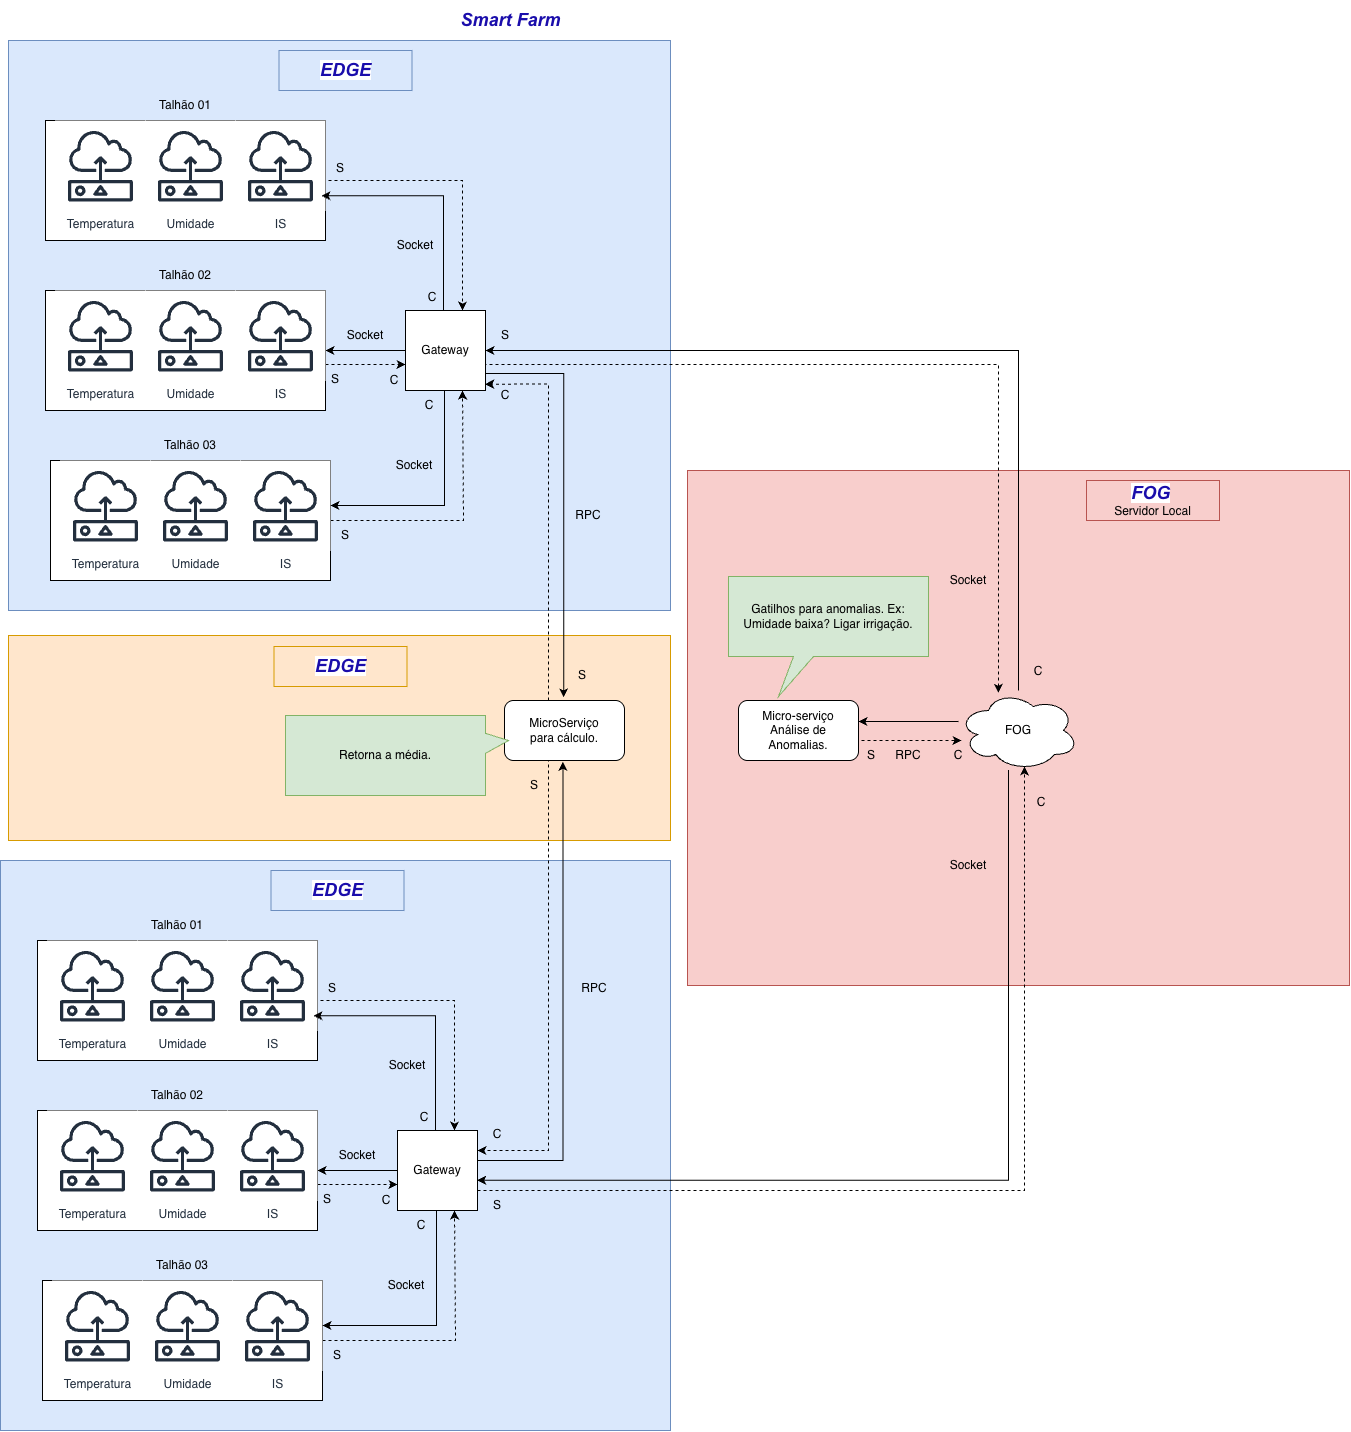 Smart Farm
EDGE
Talhão 01
S
Temperatura
Umidade
IS
Socket
C
Talhão 02
Socket
S
Temperatura
Umidade
IS
S
C
Gateway
C
C
Talhão 03
Socket
Temperatura
Umidade
IS
S
RPC
FOG
Servidor Local
Socket
Gatilhos para anomalias. Ex:
Umidade baixa? Ligar irrigação.
EDGE
S
C
MicroServiço
para cálculo.
Retorna a média.
S
Micro-serviço
Análise de
Anomalias.
S
RPC
C
FOG
C
Socket
EDGE
Talhão 01
S
Temperatura
Umidade
IS
RPC
Socket
C
Talhão 02
C
Socket
Temperatura
Umidade
IS
S
C
Gateway
S
C
Talhão 03
Socket
Temperatura
Umidade
IS
S